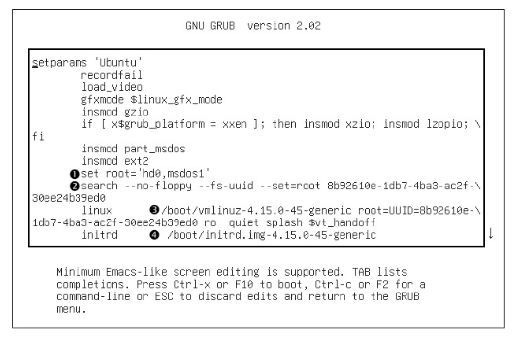 GNU GRUB version 2.02
setparams 'Ubuntu'
recordfail
load_video
gfxmode $linux_gfx_mode
insmod gzio
if [ x$grub_platform = xxen ]; then insmod xzio; insmod lzopio; \
fi
insmod part_msdos
insmod ext2
❶set root='hd0,msdos1'
❷search --no-floppy --fs-uuid --set=root 8b92610e-1db7-4ba3-ac2f-\
30ee24b39ed0
linux ❸/boot/vmlinuz-4.15.0-45-generic root=UUID=8b92610e-\
1db7-4ba3-ac2f-30ee24b39ed0 ro quiet splash $vt_handoff
initrd ❹ /boot/initrd.img-4.15.0-45-generic
↓
Minimum Emacs-like screen editing is supported. TAB lists
completions. Press Ctrl-x or F10 to boot, Ctrl-c or F2 for a
command-line or ESC to discard edits and return to the GRUB
menu.